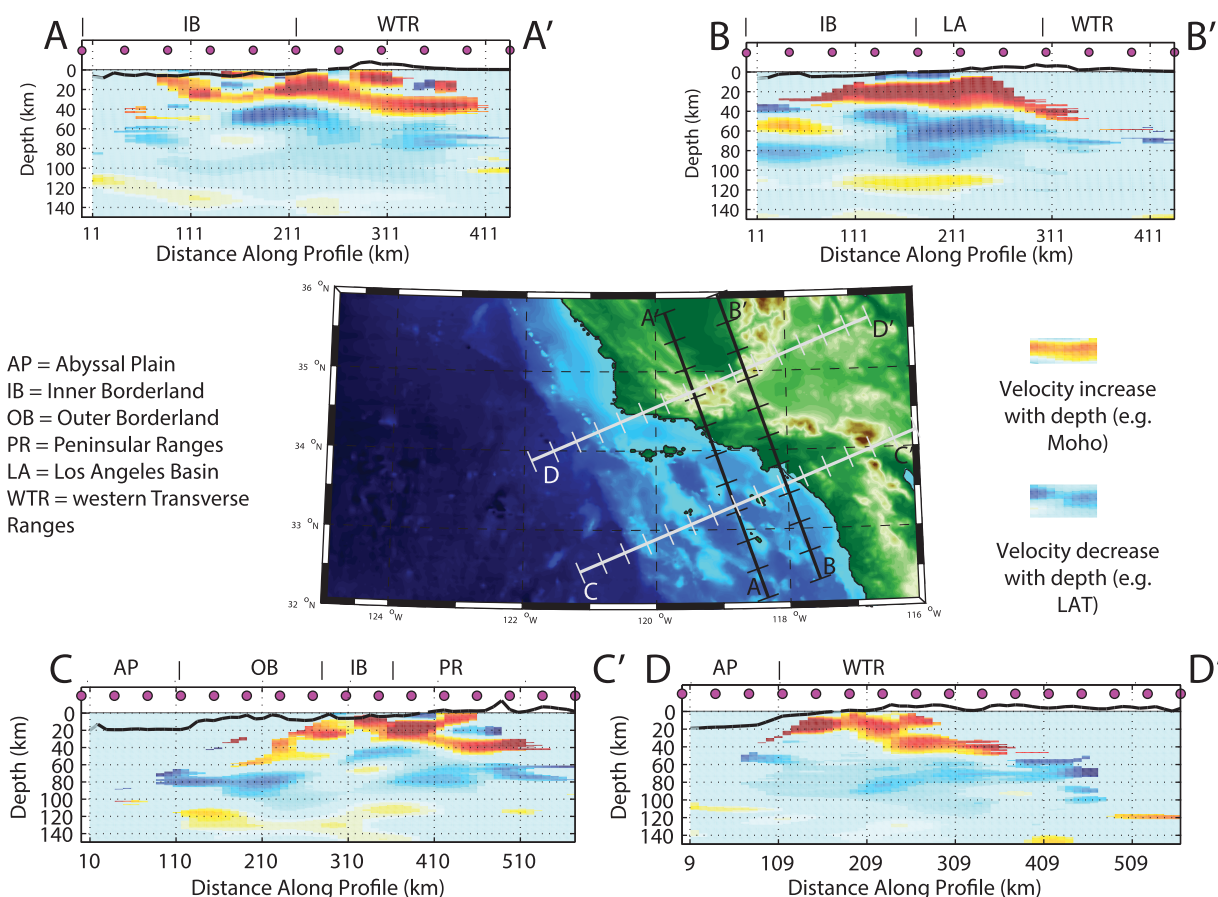 A
IB
WTR
A′
Depth (km)
0
20
40
60
80
100
120
140
11
111
211
311
411
Distance Along Profile (km)
B
IB
LA
WTR
B′
Depth (km)
0
20
40
60
80
100
120
140
11
111
211
311
411
Distance Along Profile (km)
AP = Abyssal Plain
IB = Inner Borderland
OB = Outer Borderland
PR = Peninsular Ranges
LA = Los Angeles Basin
WTR = western Transverse
Ranges
36 °N
35 °N
34 °N
33 °N
32 °N
124 °W
122 °W
120 °W
118 °W
116 °W
A′
B′
D′
D
C′
C
A
B
Velocity increase
with depth (e.g.
Moho)
Velocity decrease
with depth (e.g.
LAT)
C
AP
OB
IB
PR
C′
Depth (km)
0
20
40
60
80
100
120
140
10
110
210
310
410
510
Distance Along Profile (km)
D
AP
WTR
D′
Depth (km)
0
20
40
60
80
100
120
140
9
109
209
309
409
509
Distance Along Profile (km)